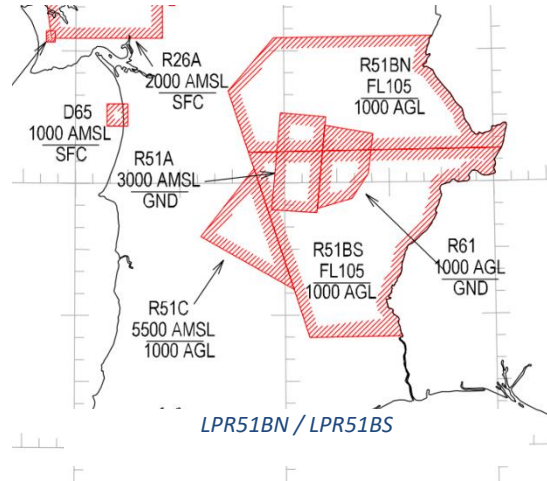 R26A
2000 AMSL
SFC
D65
1000 AMSL
SFC
R51A
3000 AMSL
GND
R51BN
FL105
1000 AGL
R51BS
FL105
1000 AGL
R61
1000 AGL
GND
R51C
5500 AMSL
1000 AGL
LPR51BN / LPR51BS